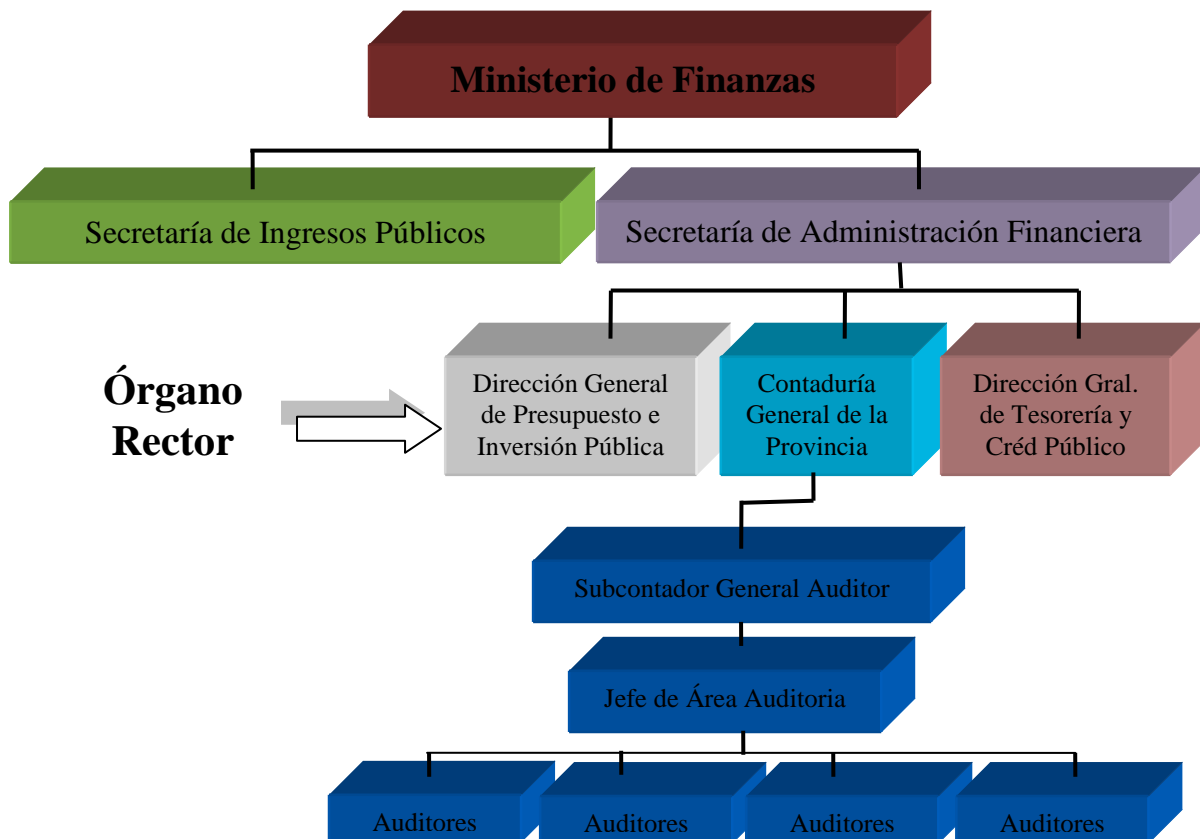 Ministerio de Finanzas
Secretaría de Ingresos Públicos
Secretaría de Administración Financiera
Órgano
Rector
Dirección General
de Presupuesto e
Inversión Pública
Contaduría
General de la
Provincia
Dirección Gral.
de Tesorería y
Créd Público
Subcontador General Auditor
Jefe de Área Auditoria
Auditores
Auditores
Auditores
Auditores